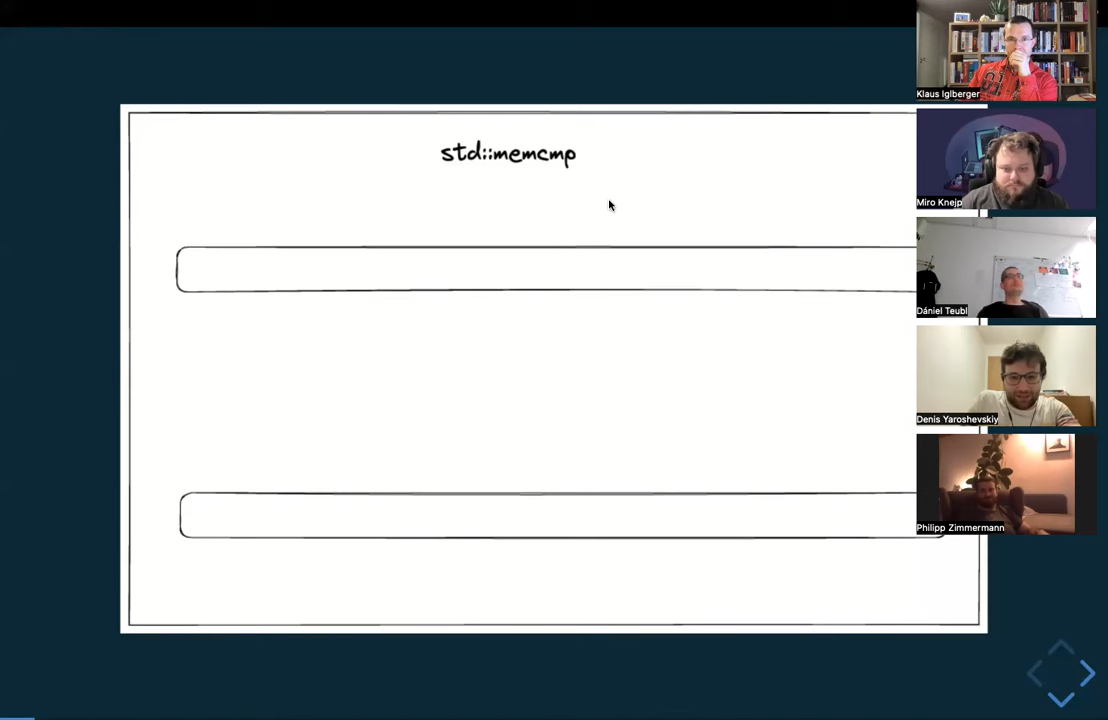 std::memcmp
Klaus Iglberger
Miro Knejp
Dániel Teubl
Denis Yaroshevskiy
Philipp Zimmermann